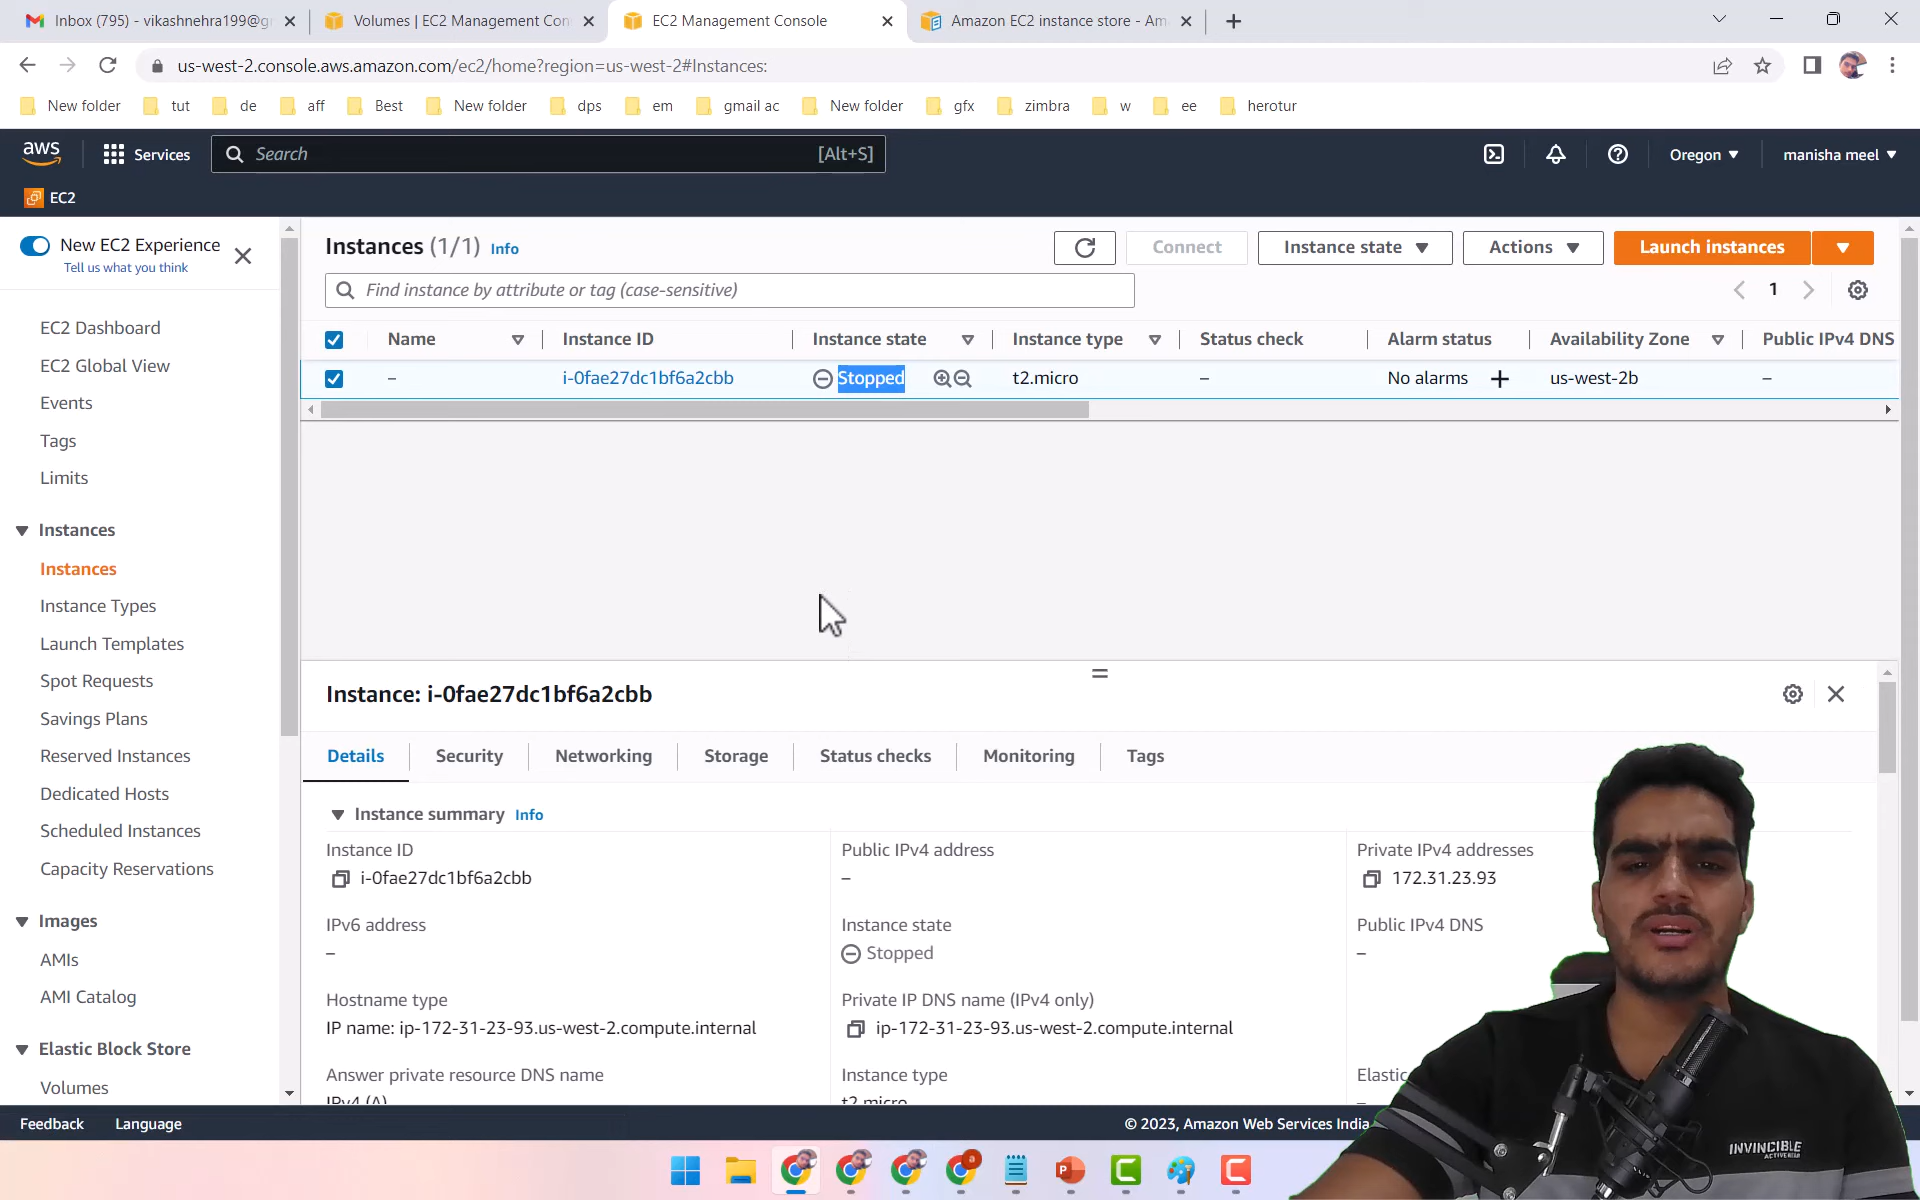 Inbox (795) - vikashnehra199@g
Volumes | EC2 Management Con
EC2 Management Console
Amazon EC2 instance store - Am
us-west-2.console.aws.amazon.com/ec2/home?region=us-west-2#Instances:
New folder
tut
de
aff
Best
New folder
dps
em
gmail ac
New folder
gfx
zimbra
w
ee
herotur
aws
Services
Search
[Alt+S]
Oregon
manisha meel
EC2
New EC2 Experience
Tell us what you think
EC2 Dashboard
EC2 Global View
Events
Tags
Limits
Instances
Instances
Instance Types
Launch Templates
Spot Requests
Savings Plans
Reserved Instances
Dedicated Hosts
Scheduled Instances
Capacity Reservations
Images
AMIs
AMI Catalog
Elastic Block Store
Volumes
Instances (1/1) Info
Connect
Instance state
Actions
Launch instances
Find instance by attribute or tag (case-sensitive)
1
Name
Instance ID
Instance state
Instance type
Status check
Alarm status
Availability Zone
Public IPv4 DNS
–
i-0fae27dc1bf6a2cbb
Stopped
t2.micro
–
No alarms
us-west-2b
–
Instance: i-0fae27dc1bf6a2cbb
Details
Security
Networking
Storage
Status checks
Monitoring
Tags
Instance summary Info
Instance ID
i-0fae27dc1bf6a2cbb
Public IPv4 address
–
Private IPv4 addresses
172.31.23.93
IPv6 address
–
Instance state
Stopped
Public IPv4 DNS
–
Hostname type
IP name: ip-172-31-23-93.us-west-2.compute.internal
Private IP DNS name (IPv4 only)
ip-172-31-23-93.us-west-2.compute.internal
Answer private resource DNS name
IPv4 (A)
Instance type
t2.micro
Elastic
–
Feedback
Language
© 2023, Amazon Web Services India
INVINCIBLE